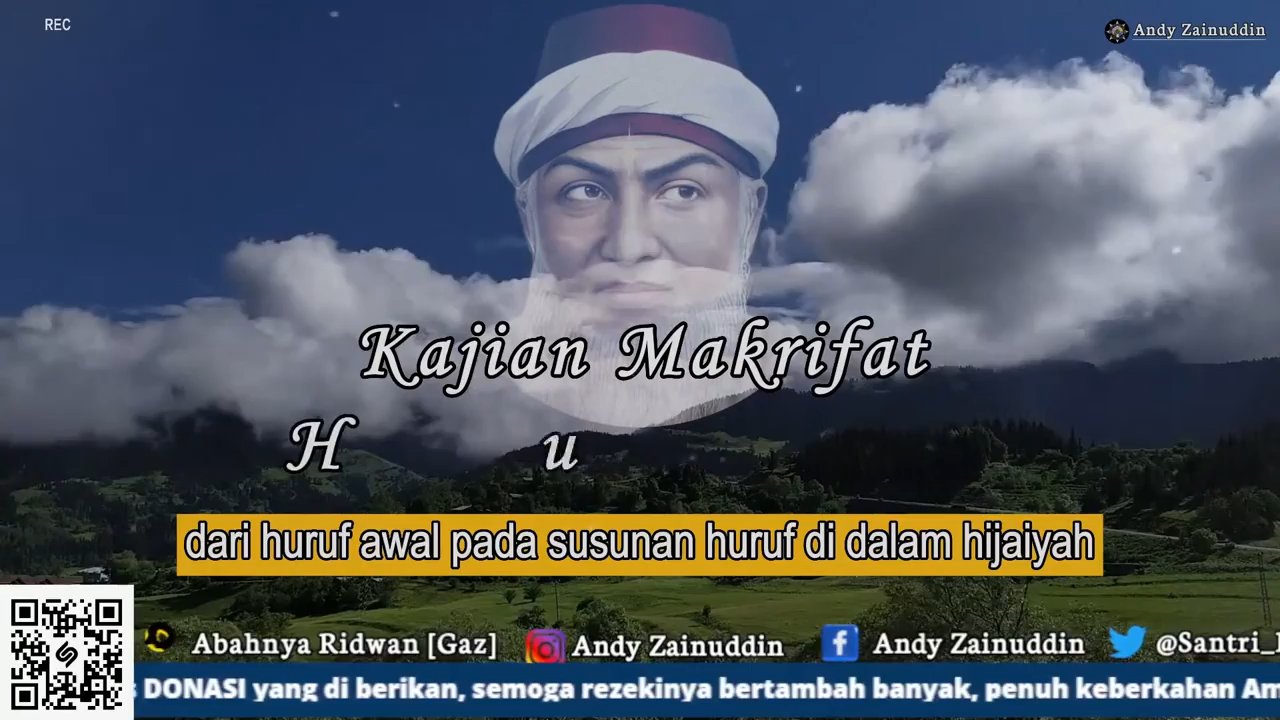 REC
Andy Zainuddin
Kajian Makrifat
H u
dari huruf awal pada susunan huruf di dalam hijaiyah
Abahnya Ridwan [Gaz] Andy Zainuddin Andy Zainuddin @Santri_
DONASI yang di berikan, semoga rezekinya bertambah banyak, penuh keberkahan